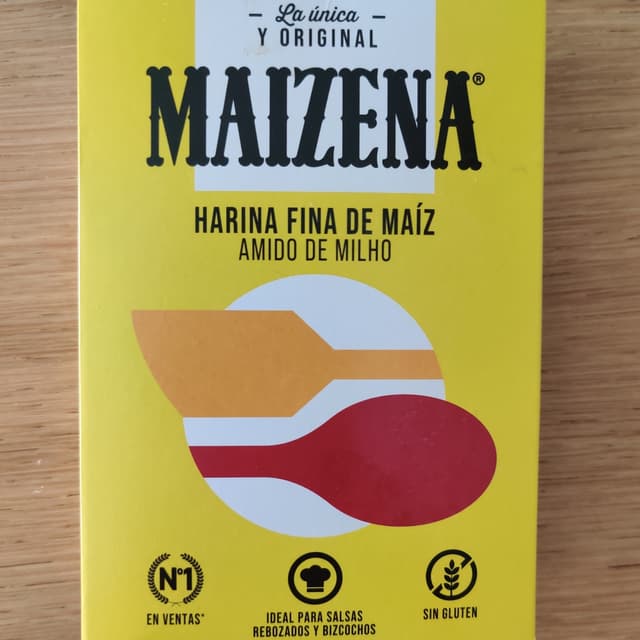 La única
Y ORIGINAL
MAIZENA®
HARINA FINA DE MAÍZ
AMIDO DE MILHO
Nº1
EN VENTAS*
IDEAL PARA SALSAS
REBOZADOS Y BIZCOCHOS
SIN GLUTEN